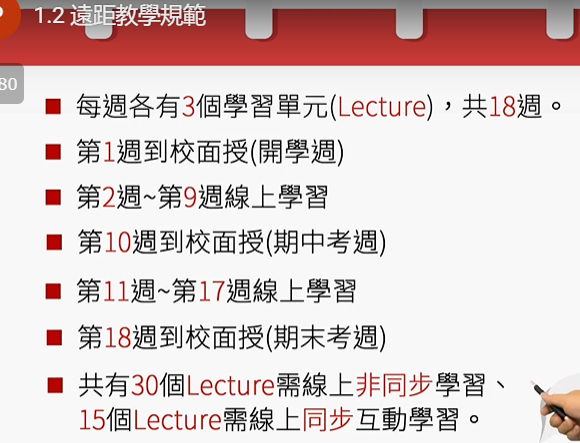 1.2 遠距教學規範
80
每週各有3個學習單元(Lecture)，共18週。
第1週到校面授(開學週)
第2週~第9週線上學習
第10週到校面授(期中考週)
第11週~第17週線上學習
第18週到校面授(期末考週)
共有30個Lecture需線上非同步學習、
15個Lecture需線上同步互動學習。